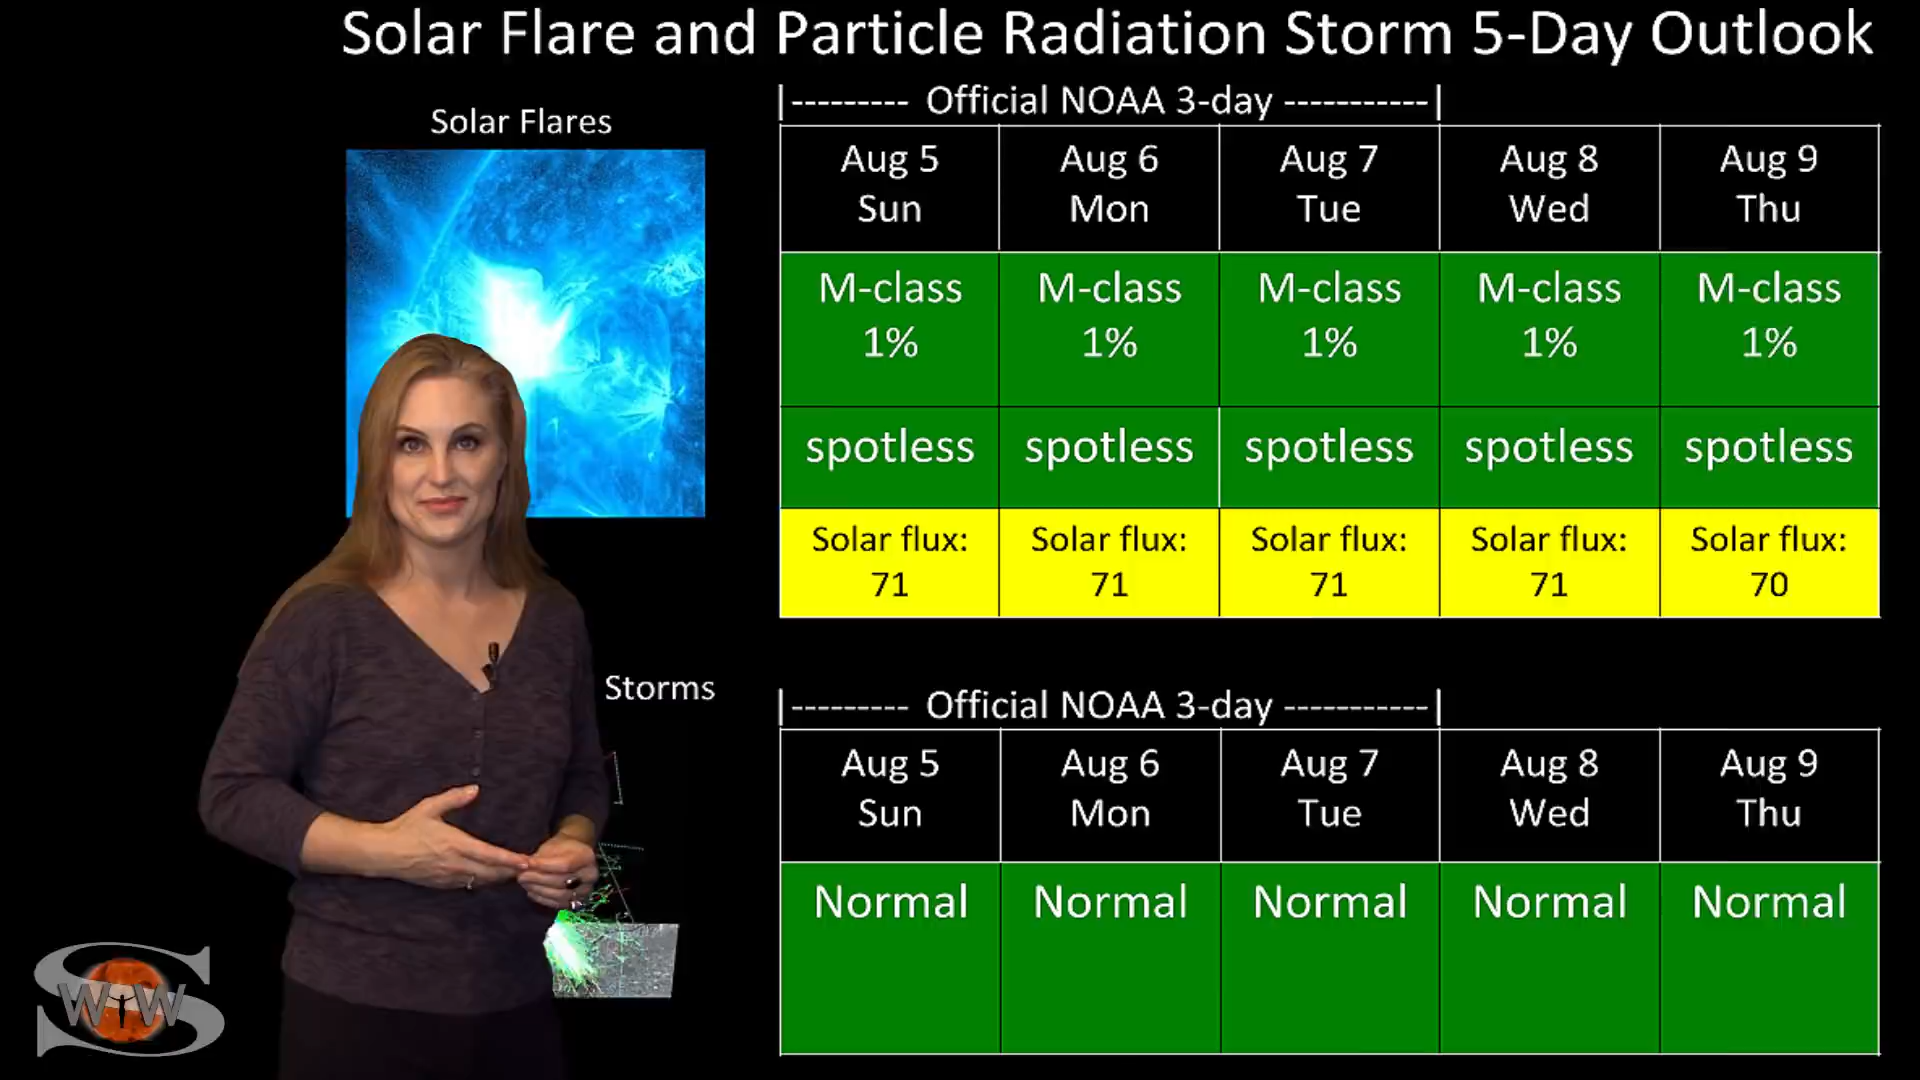 Solar Flare and Particle Radiation Storm 5-Day Outlook
Solar Flares
|--------- Official NOAA 3-day -----------|
Aug 5 Aug 6 Aug 7 Aug 8 Aug 9
Sun Mon Tue Wed Thu
M-class M-class M-class M-class M-class
1% 1% 1% 1% 1%
spotless spotless spotless spotless spotless
Solar flux: Solar flux: Solar flux: Solar flux: Solar flux:
71 71 71 71 70
Storms
|--------- Official NOAA 3-day -----------|
Aug 5 Aug 6 Aug 7 Aug 8 Aug 9
Sun Mon Tue Wed Thu
Normal Normal Normal Normal Normal
S
WiW